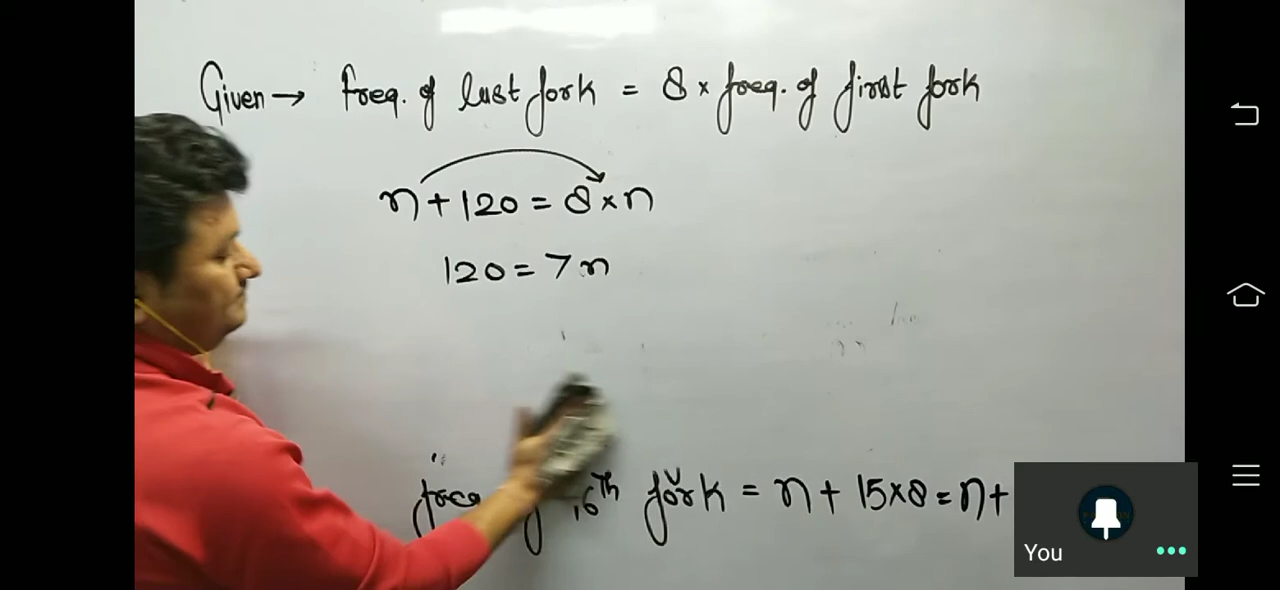 Given → freq. of last fork = 8 × freq. of first fork
n + 120 = 8 × n
120 = 7n
16th fork = n + 15×8 = n +
You